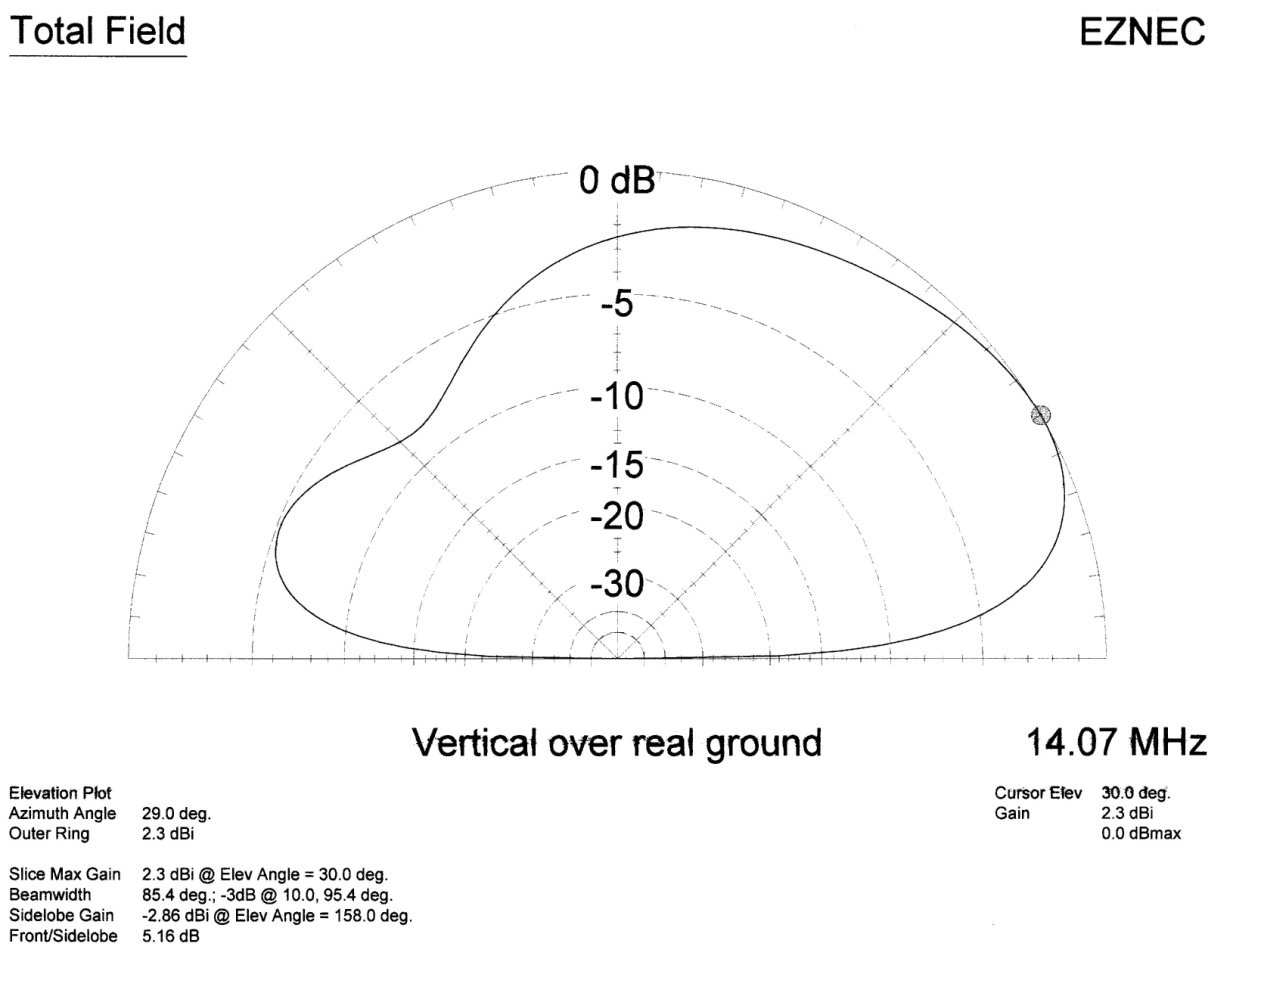 Total Field
EZNEC
0 dB
-5
-10
-15
-20
-30
Vertical over real ground
14.07 MHz
Elevation Plot
Azimuth Angle 29.0 deg.
Outer Ring 2.3 dBi
Cursor Elev 30.0 deg.
Gain 2.3 dBi
0.0 dBmax
Slice Max Gain 2.3 dBi @ Elev Angle = 30.0 deg.
Beamwidth 85.4 deg.; -3dB @ 10.0, 95.4 deg.
Sidelobe Gain -2.86 dBi @ Elev Angle = 158.0 deg.
Front/Sidelobe 5.16 dB